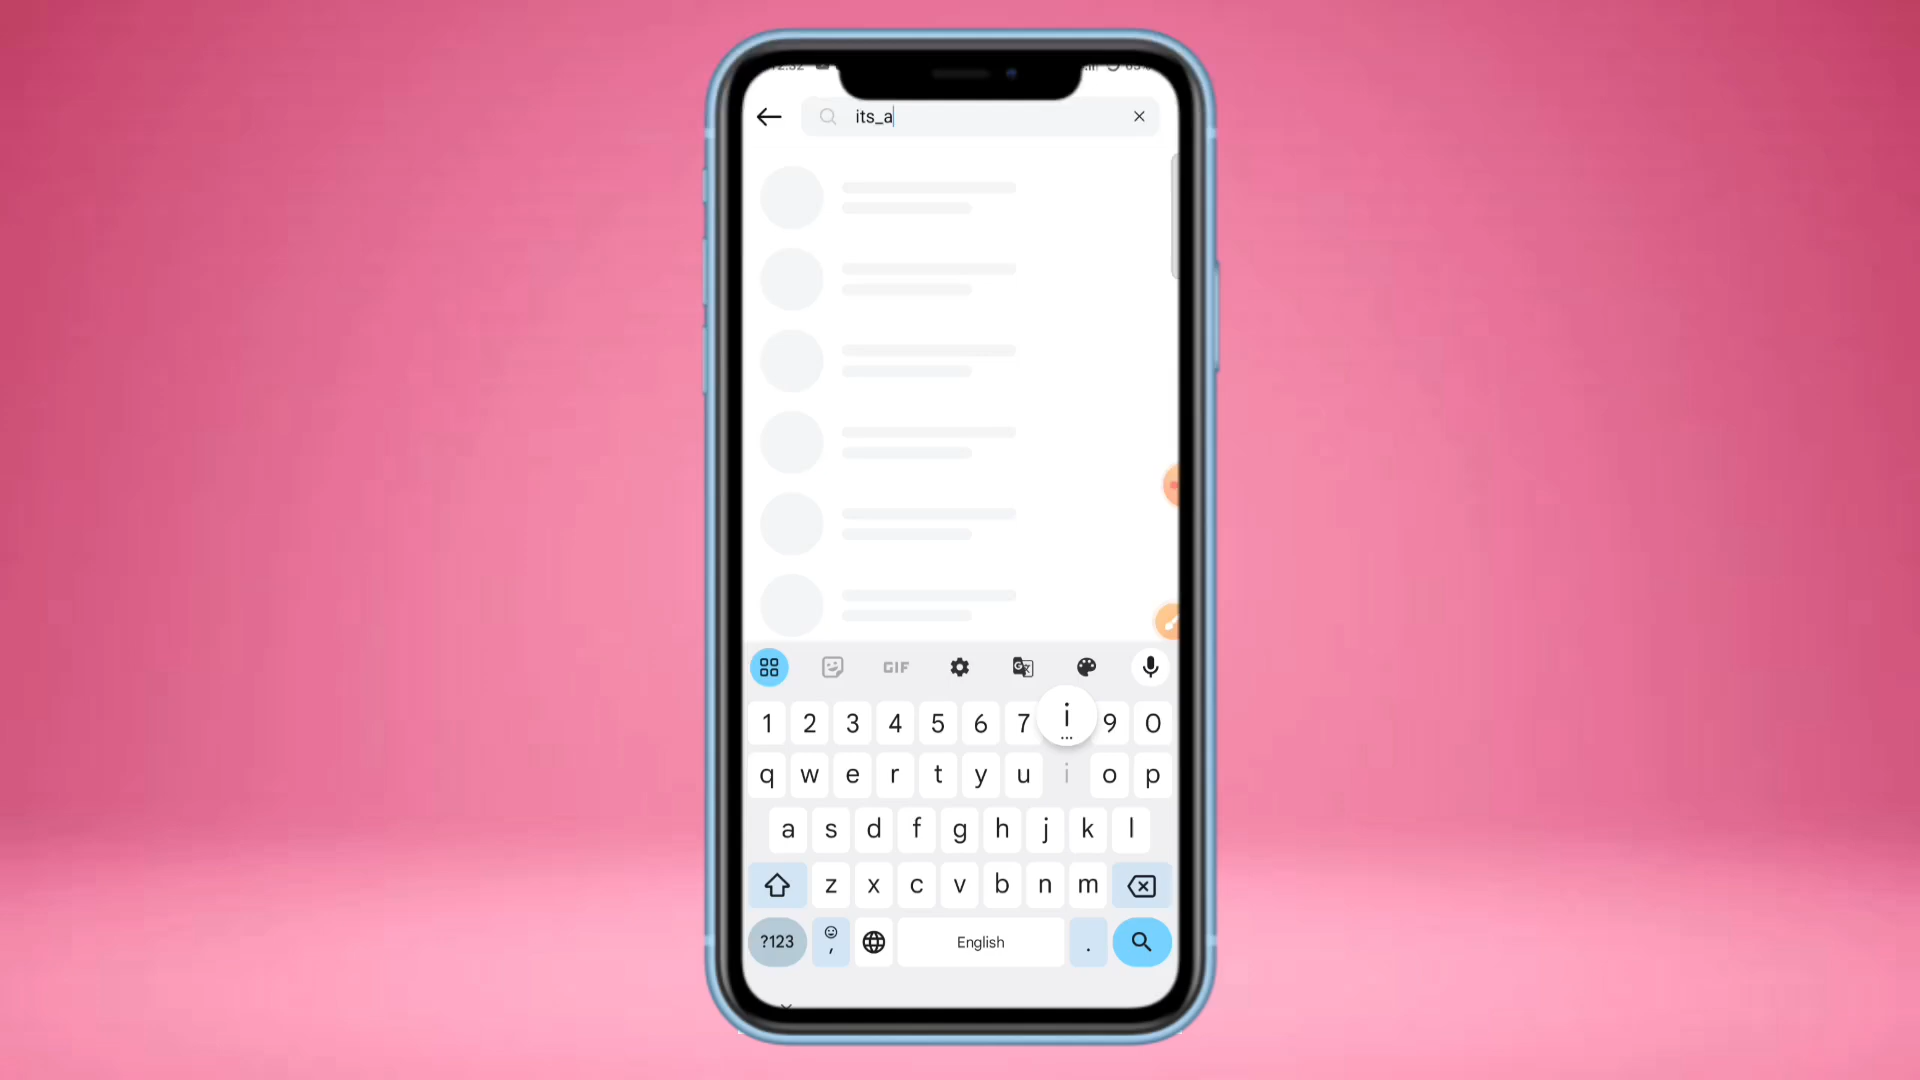 its_a
GIF
1 2 3 4 5 6 7 i 9 0
q w e r t y u i o p
a s d f g h j k l
z x c v b n m
?123 , English .